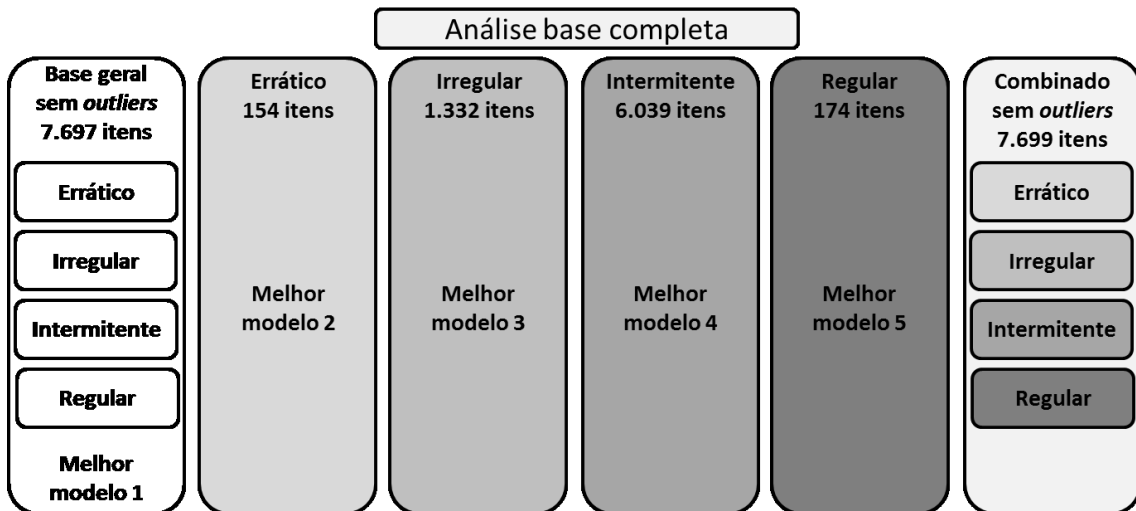 Análise base completa
Base geral
sem outliers
7.697 itens
Errático
Irregular
Intermitente
Regular
Melhor
modelo 1
Errático
154 itens
Melhor
modelo 2
Irregular
1.332 itens
Melhor
modelo 3
Intermitente
6.039 itens
Melhor
modelo 4
Regular
174 itens
Melhor
modelo 5
Combinado
sem outliers
7.699 itens
Errático
Irregular
Intermitente
Regular